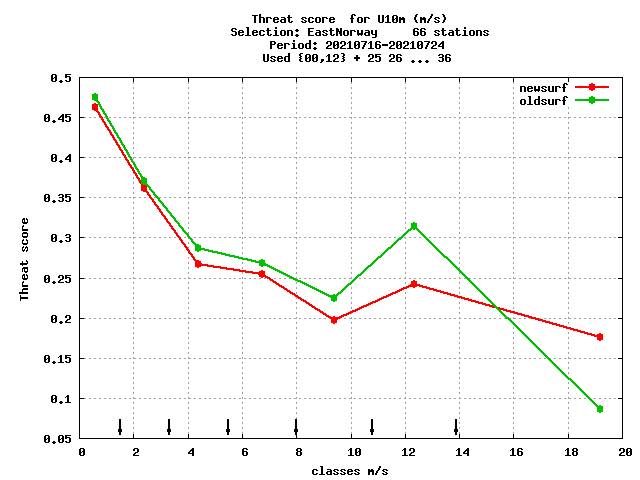 Threat score  for U10m (m/s)
Selection: EastNorway     66 stations
Period: 20210716-20210724
Used {00,12} + 25 26 ... 36
newsurf
oldsurf
0.5
0.45
0.4
0.35
0.3
0.25
0.2
0.15
0.1
0.05
Threat score
0 2 4 6 8 10 12 14 16 18 20
classes m/s